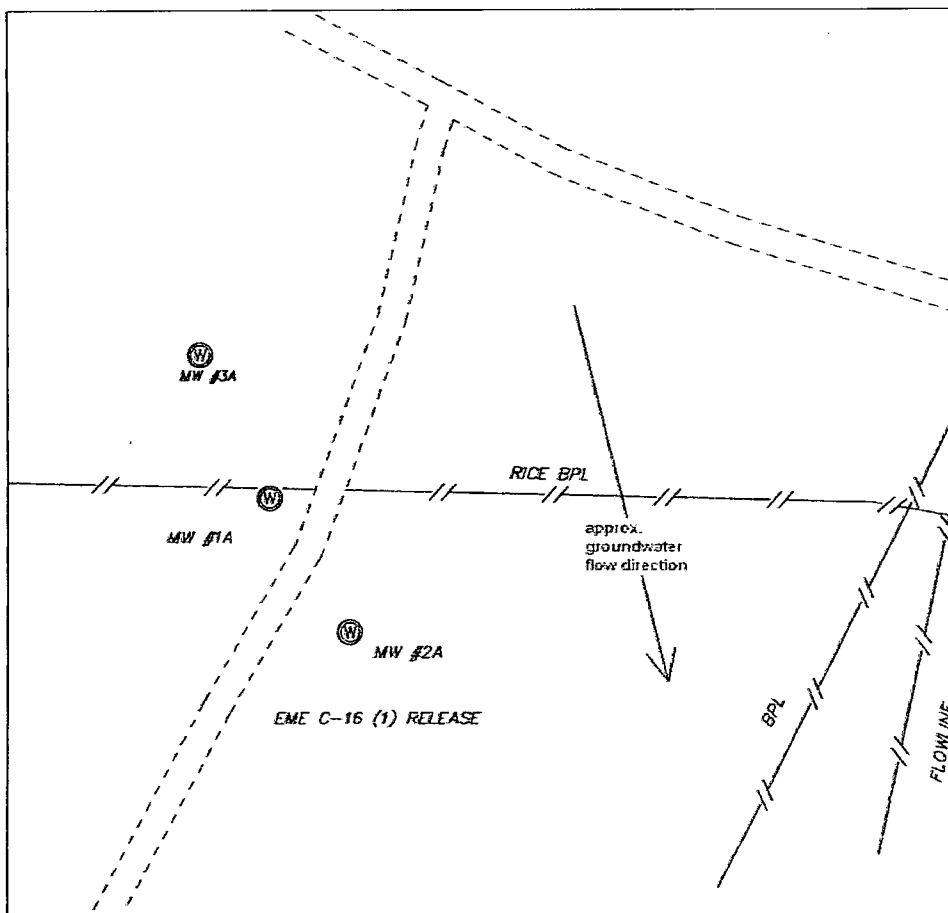 W
MW #3A
RICE BPL
W
MW #1A
approx.
groundwater
flow direction
W
MW #2A
EME C-16 (1) RELEASE
BPL
FLOWLINE